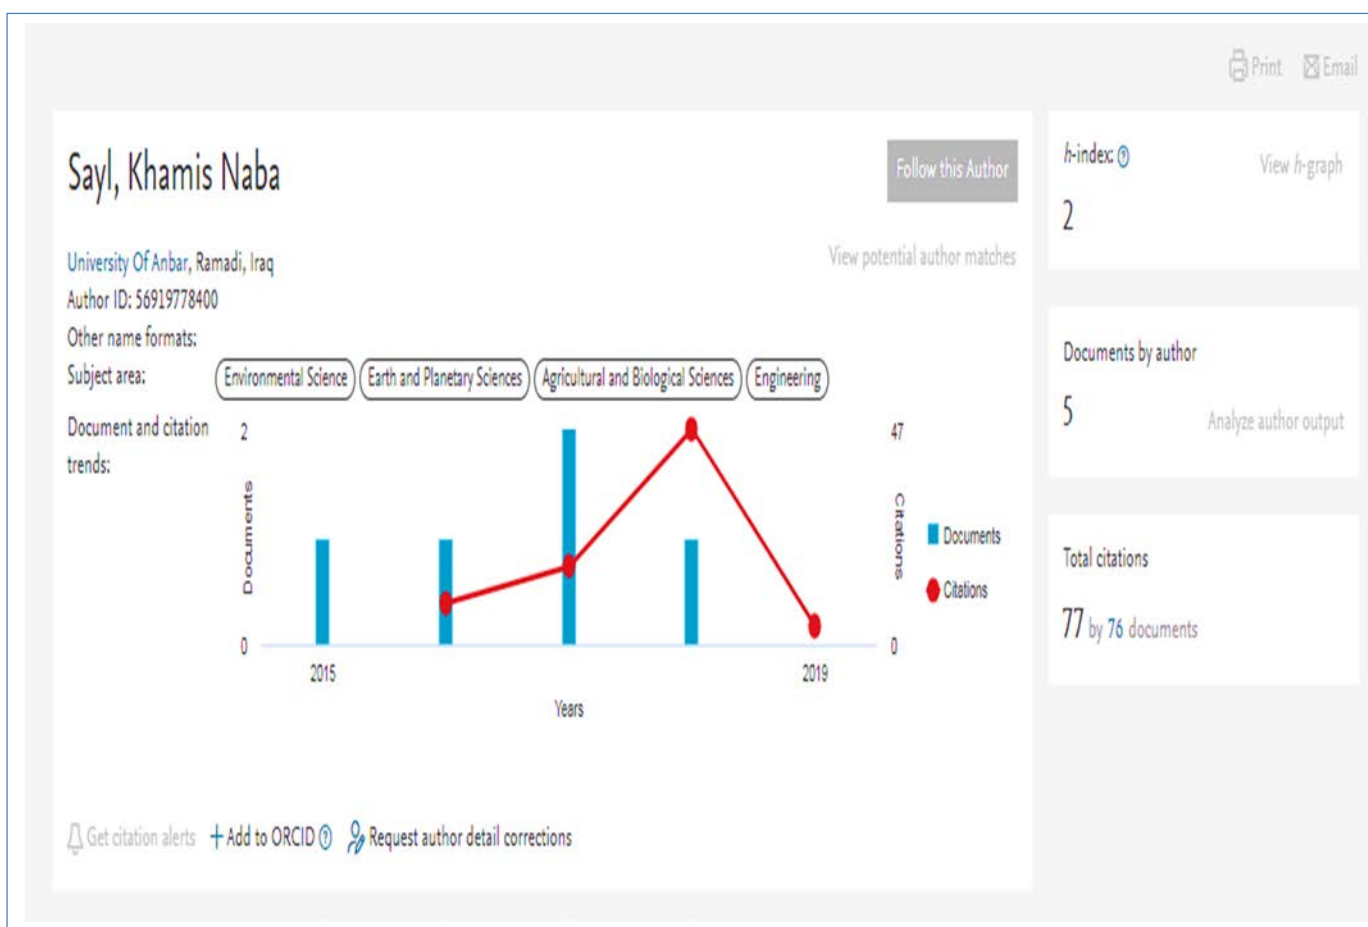 Print Email
Sayl, Khamis Naba
Follow this Author
View potential author matches
University Of Anbar, Ramadi, Iraq
Author ID: 56919778400
Other name formats:
Subject area: Environmental Science Earth and Planetary Sciences Agricultural and Biological Sciences Engineering
Document and citation
trends:
2
Documents
0
47
Citations
0
Documents
Citations
2015 2019
Years
Get citation alerts + Add to ORCID ? Request author detail corrections
h-index: ? View h-graph
2
Documents by author
5 Analyze author output
Total citations
77 by 76 documents